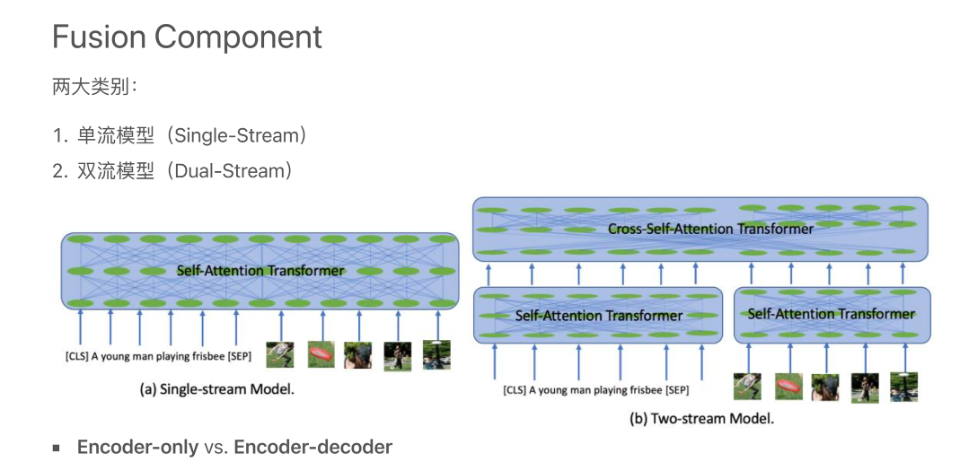 Fusion Component
两大类别：
1. 单流模型（Single-Stream）
2. 双流模型（Dual-Stream）
Self-Attention Transformer
[CLS] A young man playing frisbee [SEP]
(a) Single-stream Model.
Cross-Self-Attention Transformer
Self-Attention Transformer
Self-Attention Transformer
[CLS] A young man playing frisbee [SEP]
(b) Two-stream Model.
▪ Encoder-only vs. Encoder-decoder